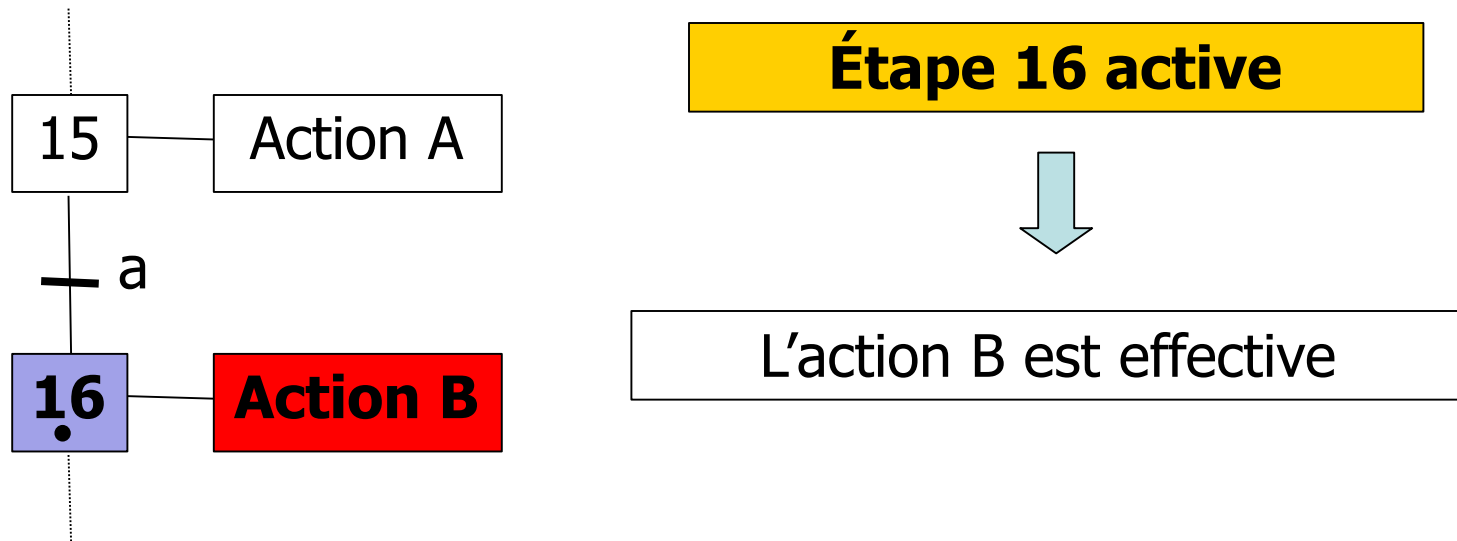 Étape 16 active
15
Action A
a
L’action B est effective
16
Action B